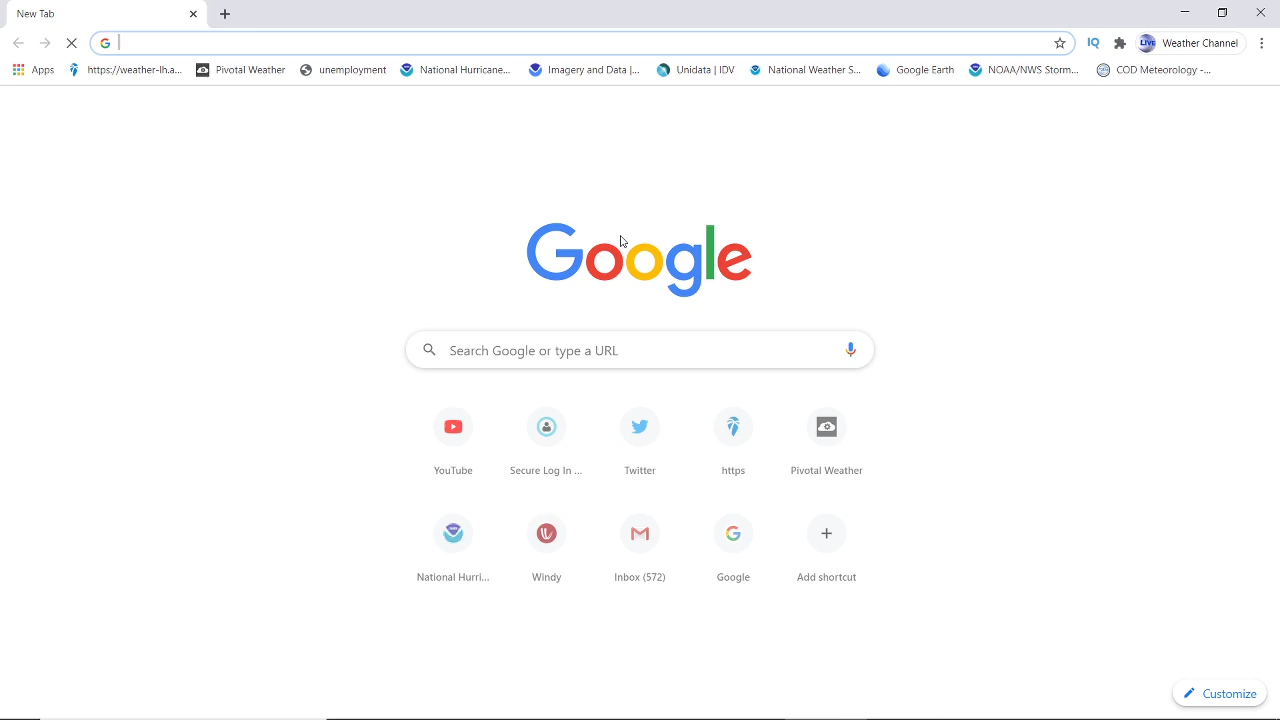 New Tab
LIVE Weather Channel
IQ
Apps https://weather-lh.a... Pivotal Weather unemployment National Hurricane... Imagery and Data |... Unidata | IDV National Weather S... Google Earth NOAA/NWS Storm... COD Meteorology -...
Google
Search Google or type a URL
YouTube Secure Log In ... Twitter https Pivotal Weather
National Hurri... Windy Inbox (572) Google Add shortcut
Customize